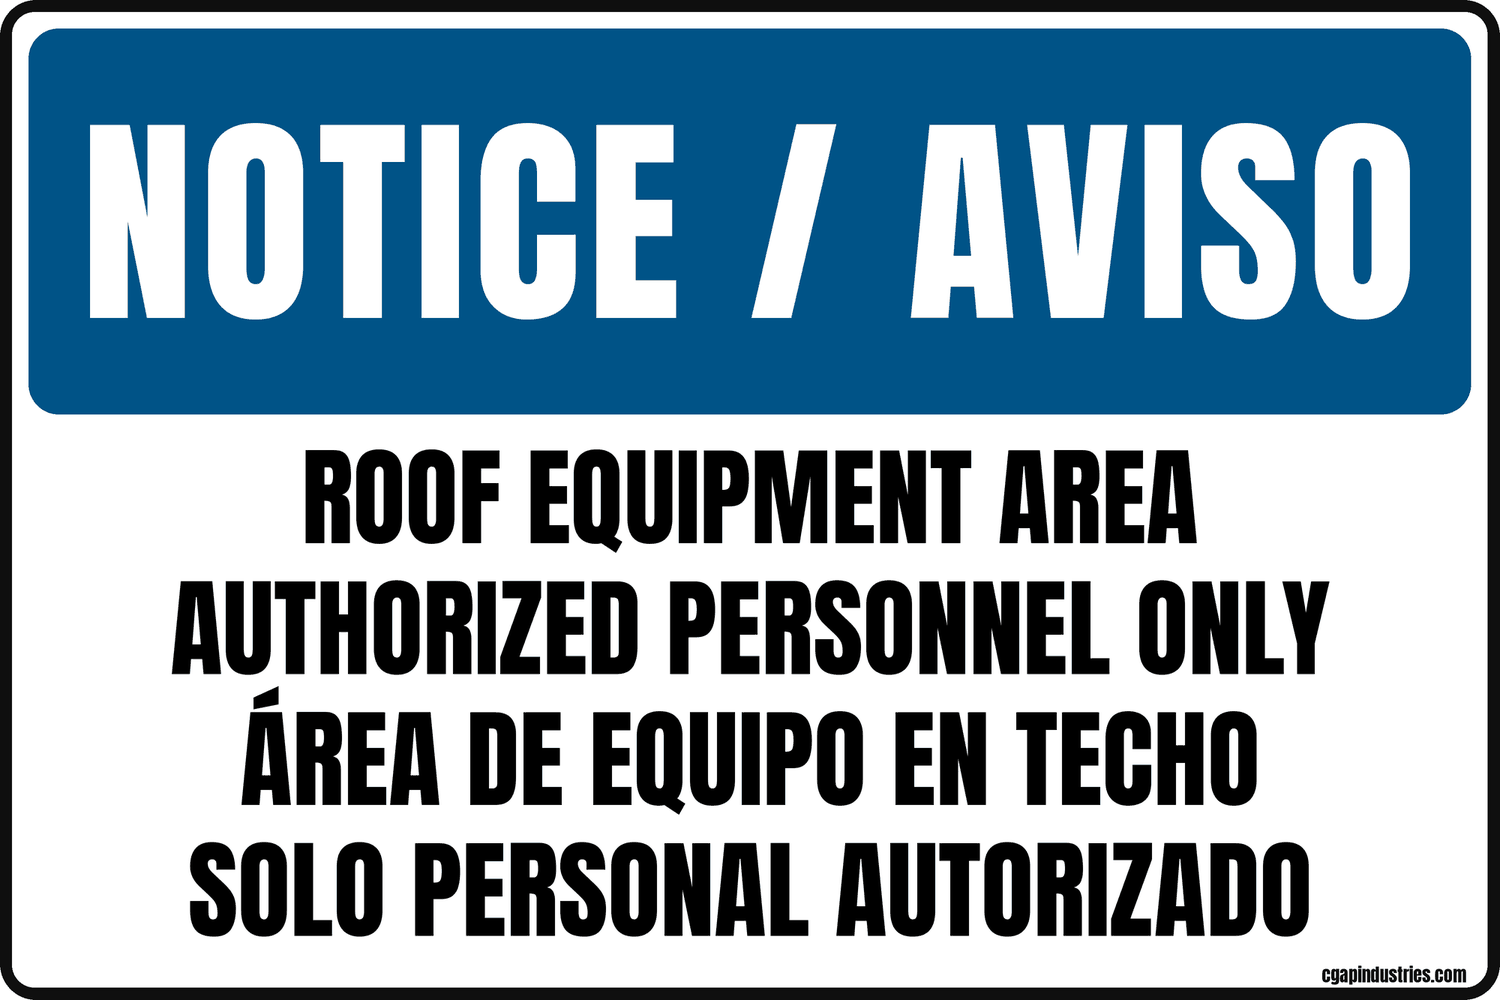 NOTICE / AVISO
ROOF EQUIPMENT AREA
AUTHORIZED PERSONNEL ONLY
ÁREA DE EQUIPO EN TECHO
SOLO PERSONAL AUTORIZADO
cgapindustries.com